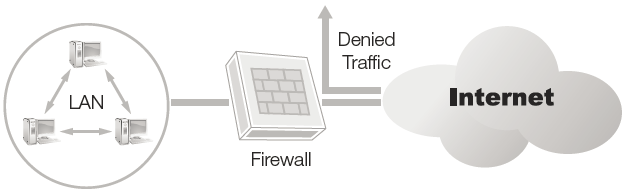 LAN
Firewall
Denied
Traffic
Internet